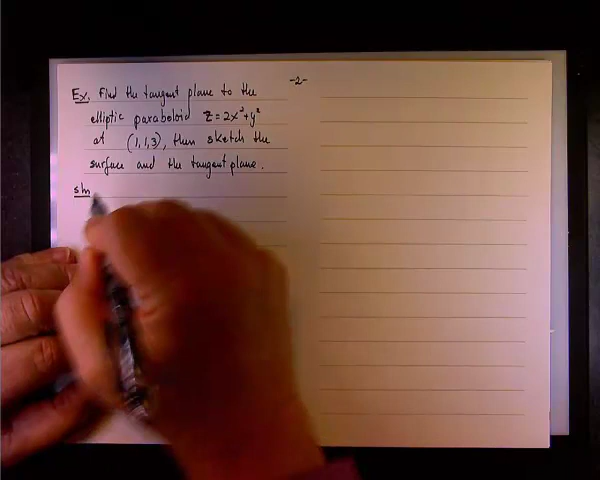 -2-
Ex. Find the tangent plane to the
elliptic paraboloid z = 2x²+y²
at (1,1,3), then sketch the
surface and the tangent plane.
sln